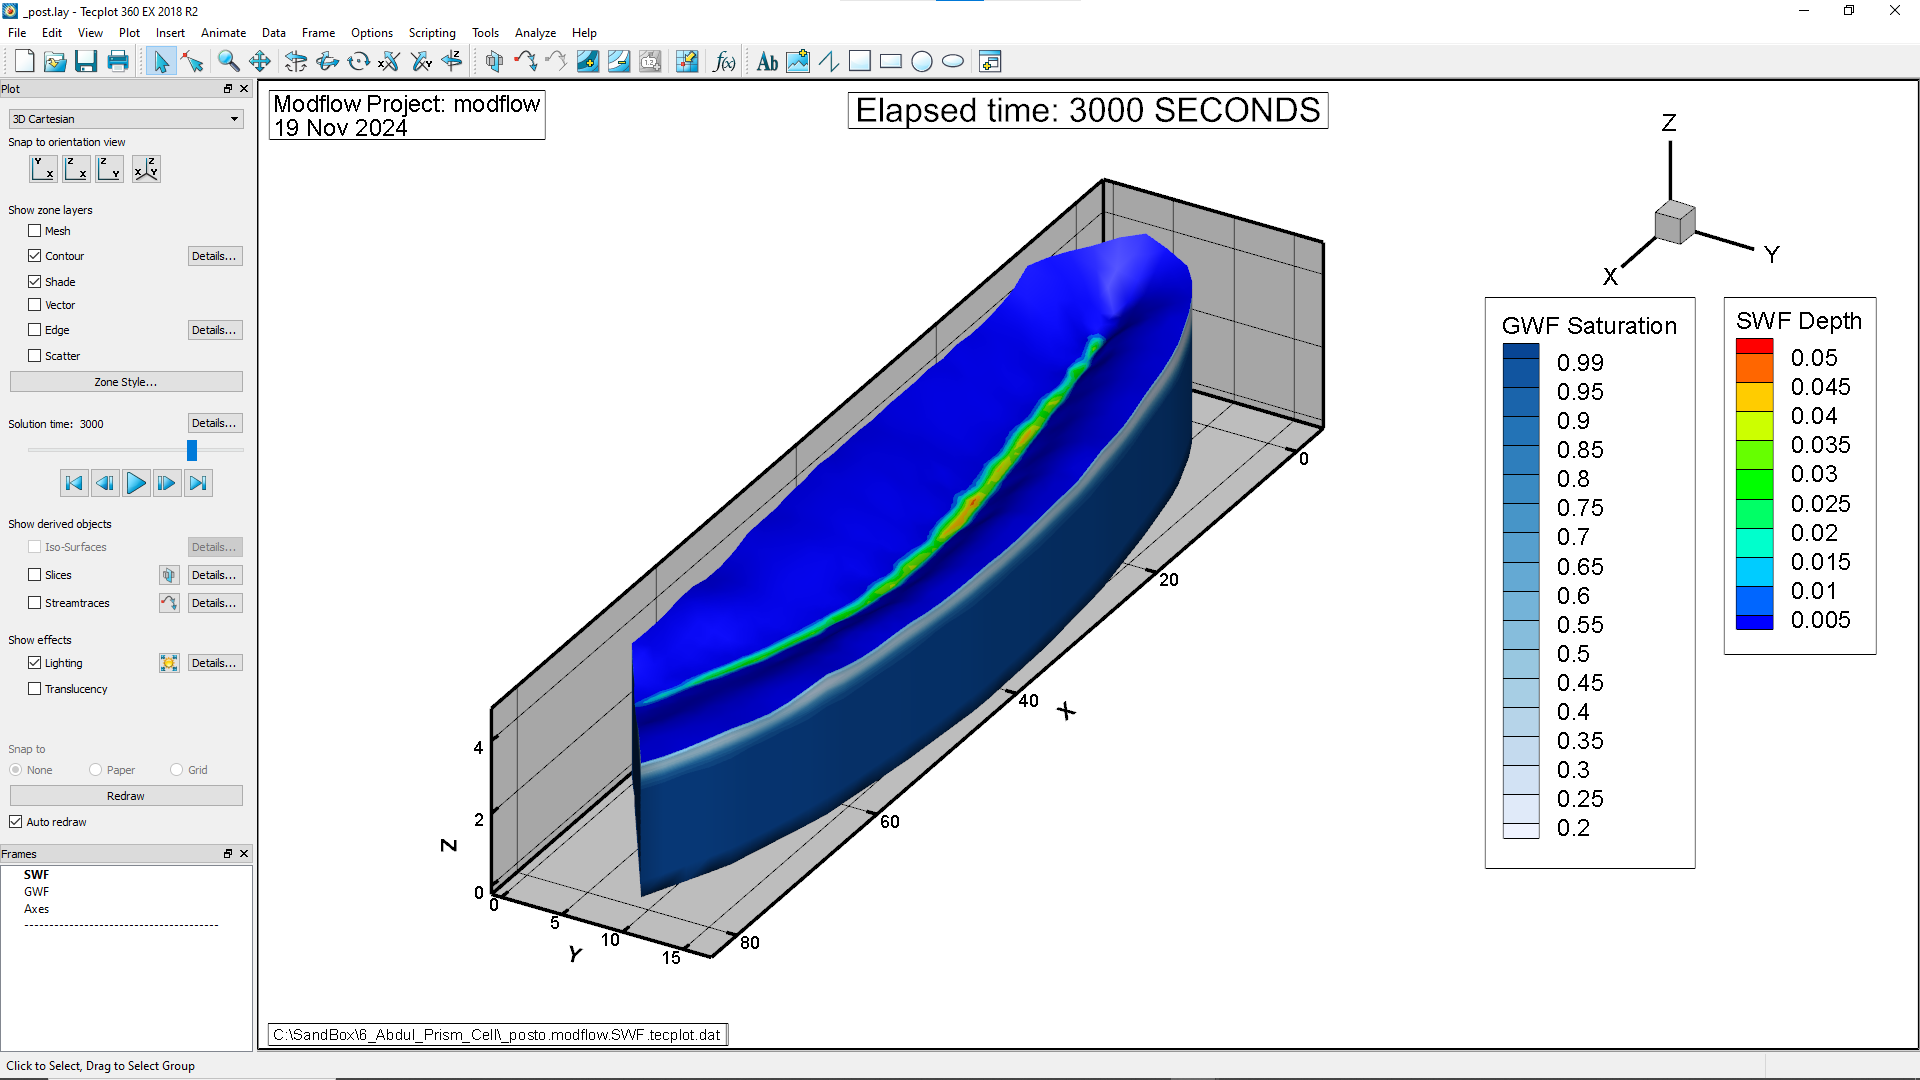 _post.lay - Tecplot 360 EX 2018 R2
File Edit View Plot Insert Animate Data Frame Options Scripting Tools Analyze Help
Plot
3D Cartesian
Snap to orientation view
Show zone layers
Mesh
Contour Details...
Shade
Vector
Edge Details...
Scatter
Zone Style...
Solution time: 3000 Details...
Show derived objects
Iso-Surfaces Details...
Slices Details...
Streamtraces Details...
Show effects
Lighting Details...
Translucency
Snap to
None Paper Grid
Redraw
Auto redraw
Frames
SWF
GWF
Axes
Modflow Project: modflow
19 Nov 2024
Elapsed time: 3000 SECONDS
Z
Y
X
GWF Saturation
0.99
0.95
0.9
0.85
0.8
0.75
0.7
0.65
0.6
0.55
0.5
0.45
0.4
0.35
0.3
0.25
0.2
SWF Depth
0.05
0.045
0.04
0.035
0.03
0.025
0.02
0.015
0.01
0.005
0
20
40
60
80
X
4
2
0
Z
0
5
10
15
Y
C:\SandBox\6_Abdul_Prism_Cell\_posto.modflow.SWF.tecplot.dat
Click to Select, Drag to Select Group